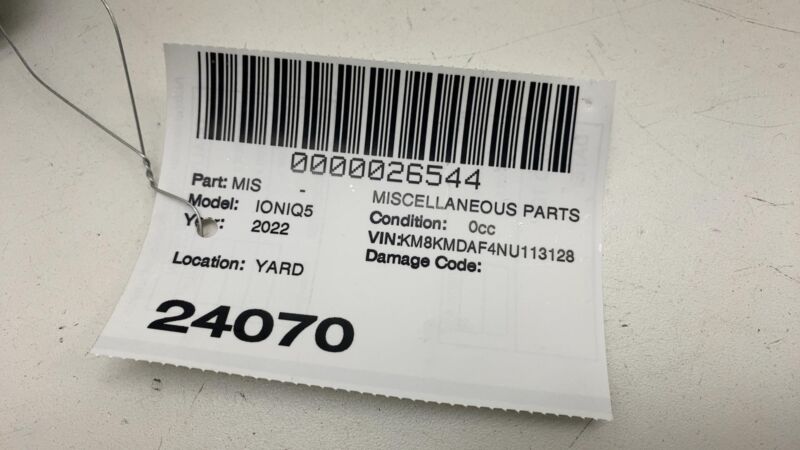 0000026544
Part: MIS -
MISCELLANEOUS PARTS
Model: IONIQ5
Condition: 0cc
Year: 2022
VIN:KM8KMDAF4NU113128
Location: YARD
Damage Code:
24070